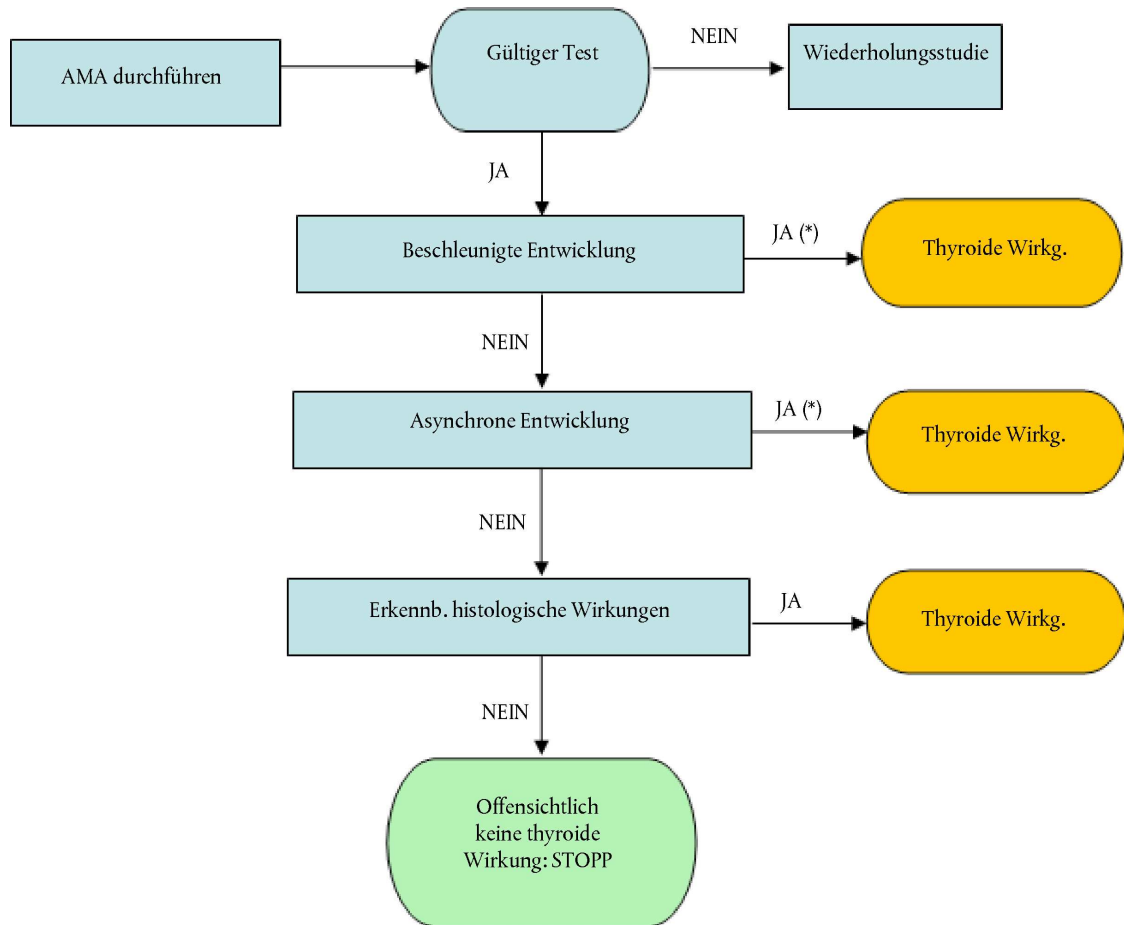 AMA durchführen
Gültiger Test
NEIN
Wiederholungsstudie
JA
Beschleunigte Entwicklung
JA (*)
Thyroide Wirkg.
NEIN
Asynchrone Entwicklung
JA (*)
Thyroide Wirkg.
NEIN
Erkennb. histologische Wirkungen
JA
Thyroide Wirkg.
NEIN
Offensichtlich
keine thyroide
Wirkung: STOPP